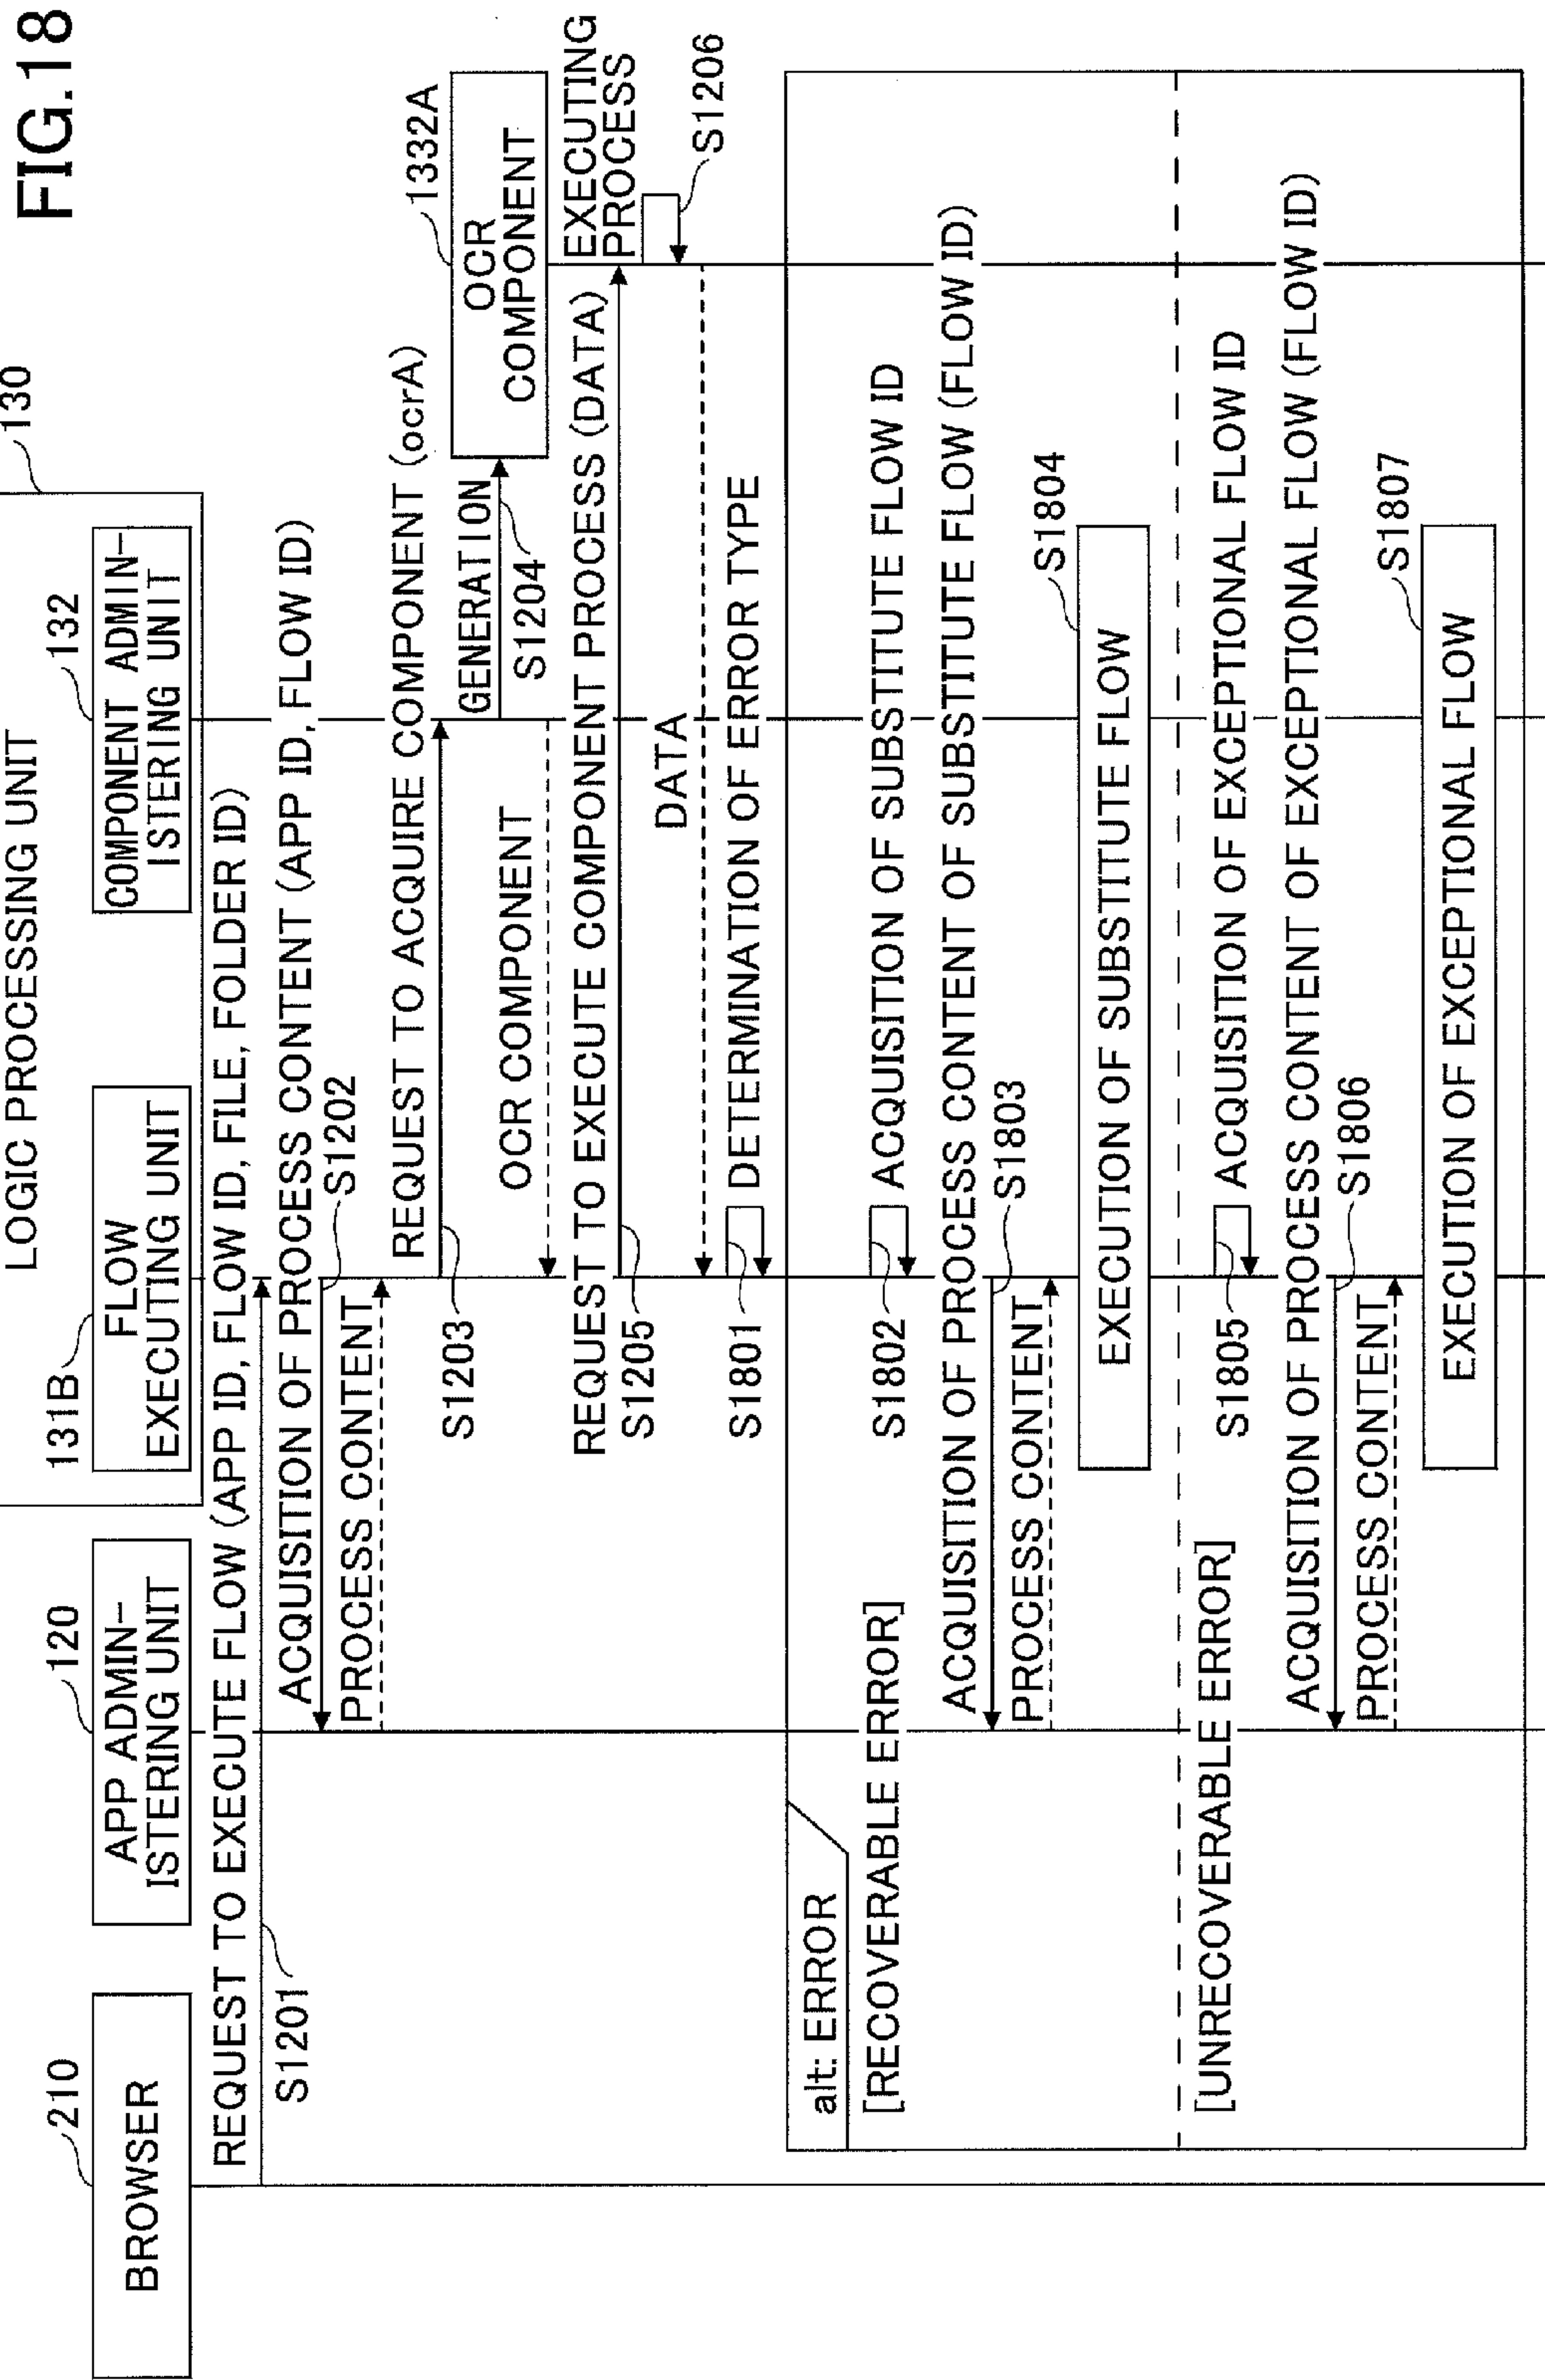 FIG.18
LOGIC PROCESSING UNIT
130
210
BROWSER
120
APP ADMIN-
ISTERING UNIT
131B
FLOW
EXECUTING UNIT
132
COMPONENT ADMIN-
ISTERING UNIT
REQUEST TO EXECUTE FLOW (APP ID, FLOW ID, FILE, FOLDER ID)
S1201
ACQUISITION OF PROCESS CONTENT (APP ID, FLOW ID)
S1202
PROCESS CONTENT
REQUEST TO ACQUIRE COMPONENT (ocrA)
S1203
GENERATION
S1204
1332A
OCR
COMPONENT
OCR COMPONENT
REQUEST TO EXECUTE COMPONENT PROCESS (DATA)
S1205
EXECUTING
PROCESS
S1206
DATA
S1801
DETERMINATION OF ERROR TYPE
alt: ERROR
[RECOVERABLE ERROR]
S1802
ACQUISITION OF SUBSTITUTE FLOW ID
ACQUISITION OF PROCESS CONTENT OF SUBSTITUTE FLOW (FLOW ID)
S1803
PROCESS CONTENT
S1804
EXECUTION OF SUBSTITUTE FLOW
[UNRECOVERABLE ERROR]
S1805
ACQUISITION OF EXCEPTIONAL FLOW ID
ACQUISITION OF PROCESS CONTENT OF EXCEPTIONAL FLOW (FLOW ID)
S1806
PROCESS CONTENT
S1807
EXECUTION OF EXCEPTIONAL FLOW